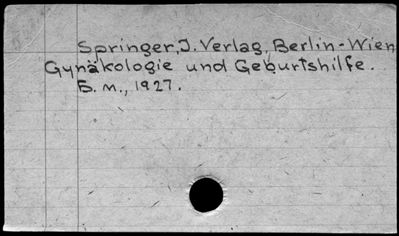 Springer, J. Verlag, Berlin-Wien
Gynäkologie und Geburtshilfe.
Б. м., 1927.